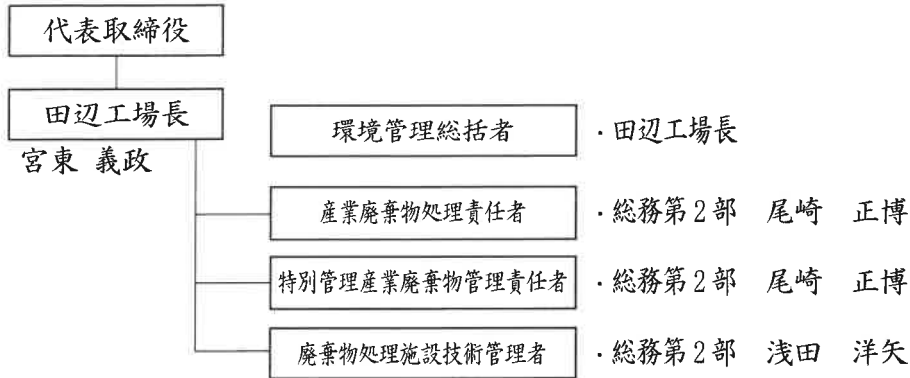 代表取締役
田辺工場長
宮東 義政
環境管理総括者 ・田辺工場長
産業廃棄物処理責任者 ・総務第2部 尾崎 正博
特別管理産業廃棄物管理責任者 ・総務第2部 尾崎 正博
廃棄物処理施設技術管理者 ・総務第2部 浅田 洋矢